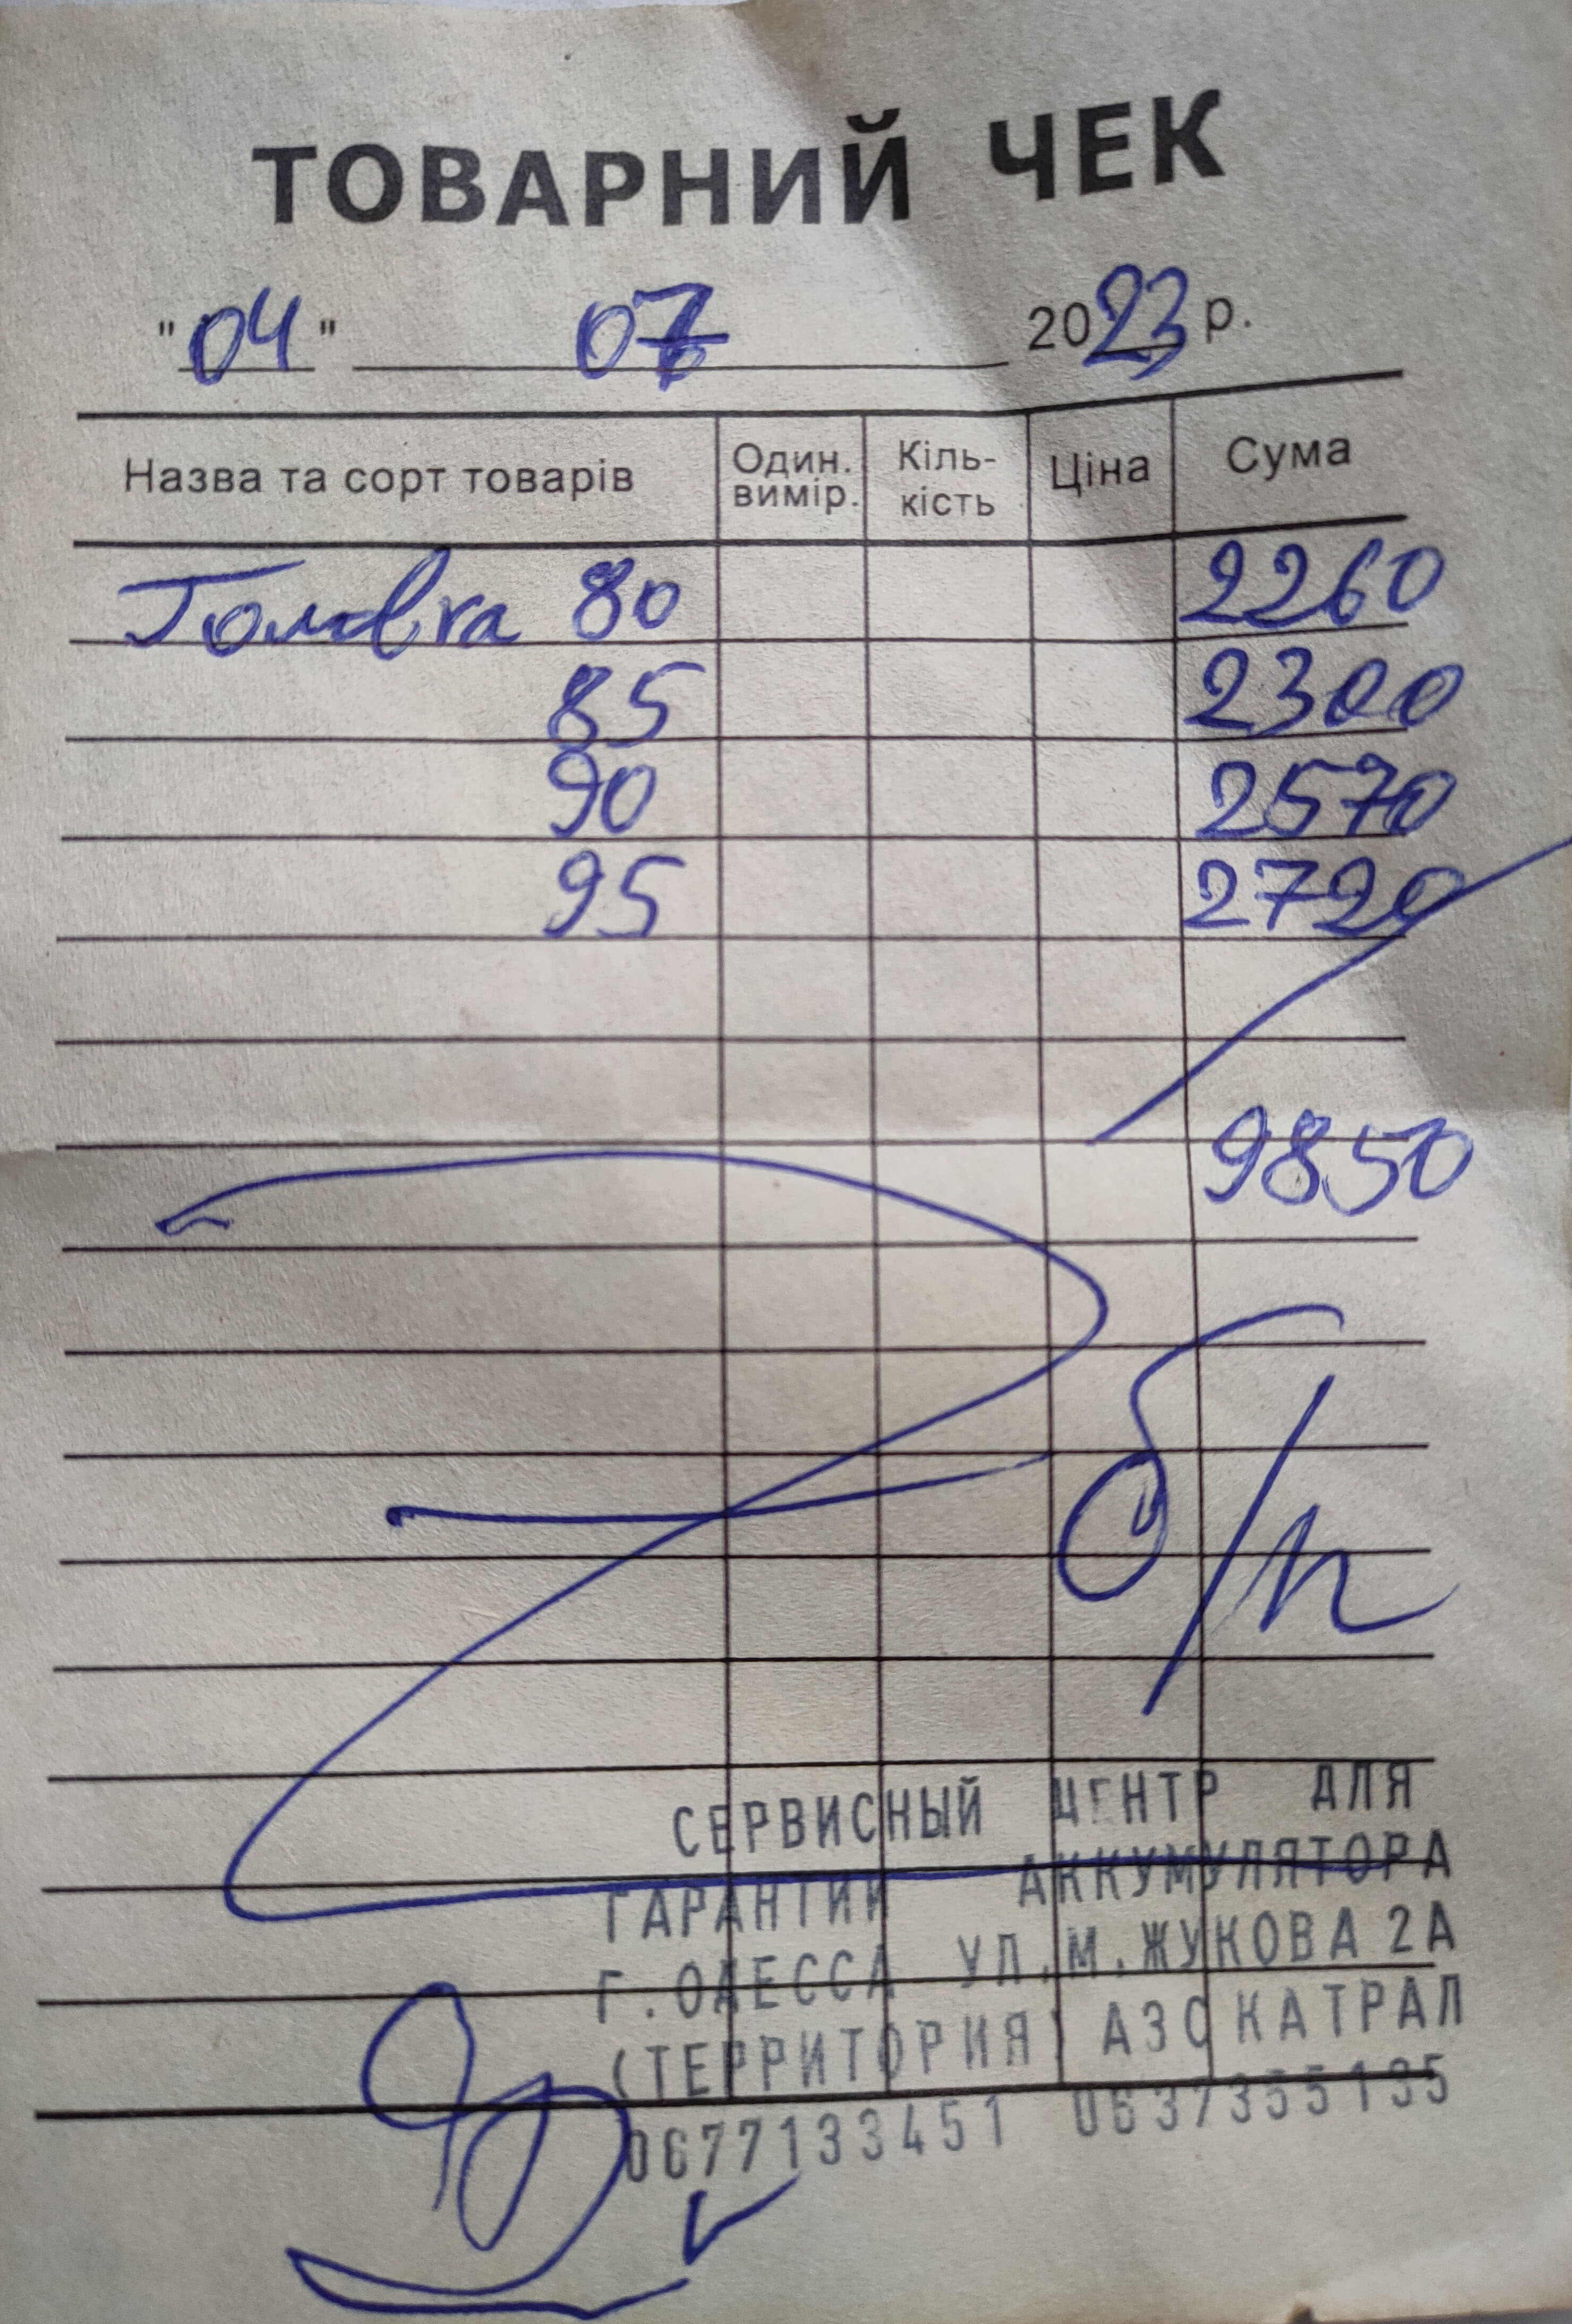 ТОВАРНИЙ ЧЕК
"04" 07 2023 р.
Назва та сорт товарів Один. вимір. Кіль-кість Ціна Сума
Головка 80 2260
85 2300
90 2570
95 2720
9850
б/п
СЕРВИСНЫЙ ЦЕНТР ДЛЯ
ГАРАНТИИ АККУМУЛЯТОРА
Г.ОДЕССА УЛ.М.ЖУКОВА 2А
(ТЕРРИТОРИЯ) АЗС КАТРАЛ
0677133451 0637355135